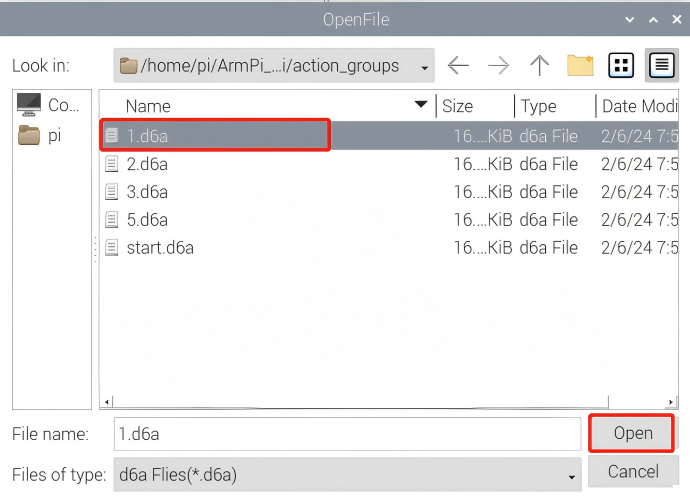 OpenFile
Look in: /home/pi/ArmPi_...i/action_groups
Co...
pi
Name Size Type Date Modi
1.d6a 16....KiB d6a File 2/6/24 7:5
2.d6a 16....KiB d6a File 2/6/24 7:5
3.d6a 16....KiB d6a File 2/6/24 7:5
5.d6a 16....KiB d6a File 2/6/24 7:5
start.d6a 16....KiB d6a File 2/6/24 7:5
File name: 1.d6a Open
Files of type: d6a Flies(*.d6a) Cancel